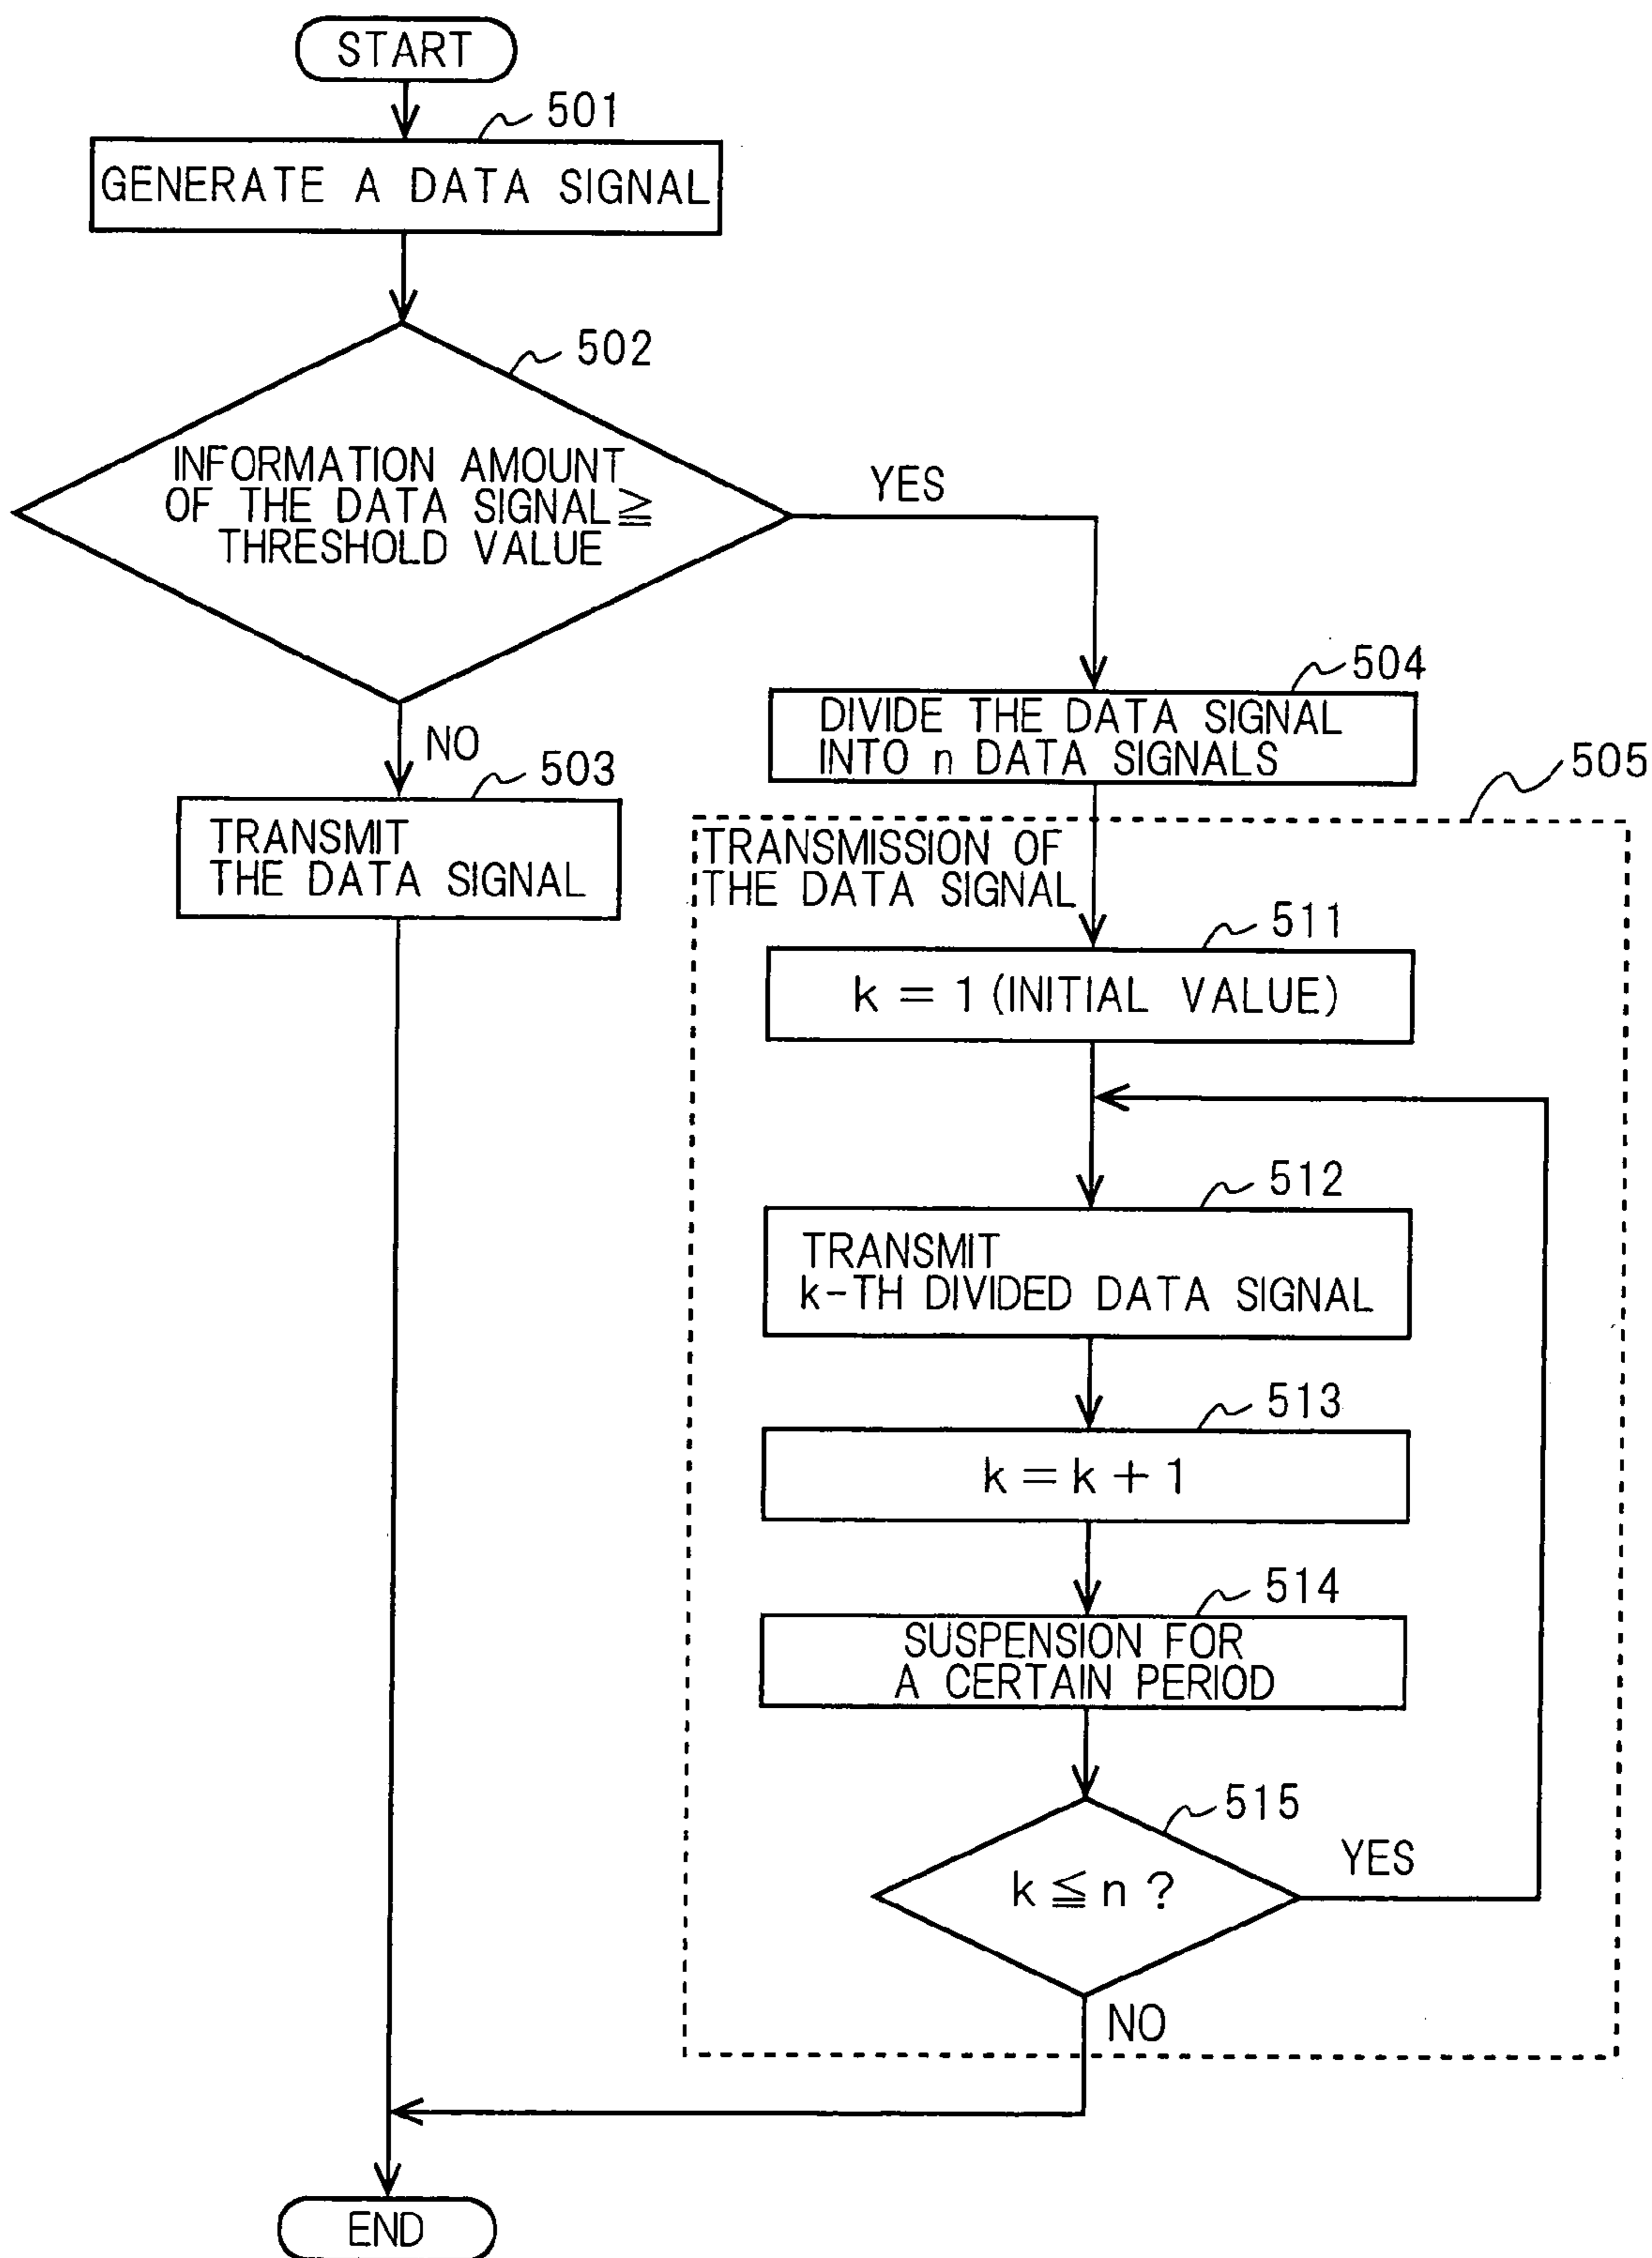 START
501
GENERATE A DATA SIGNAL
502
INFORMATION AMOUNT
OF THE DATA SIGNAL≧
THRESHOLD VALUE
YES
NO
503
TRANSMIT
THE DATA SIGNAL
504
DIVIDE THE DATA SIGNAL
INTO n DATA SIGNALS
505
TRANSMISSION OF
THE DATA SIGNAL
511
k = 1 (INITIAL VALUE)
512
TRANSMIT
k-TH DIVIDED DATA SIGNAL
513
k = k + 1
514
SUSPENSION FOR
A CERTAIN PERIOD
515
k ≦ n ?
YES
NO
END